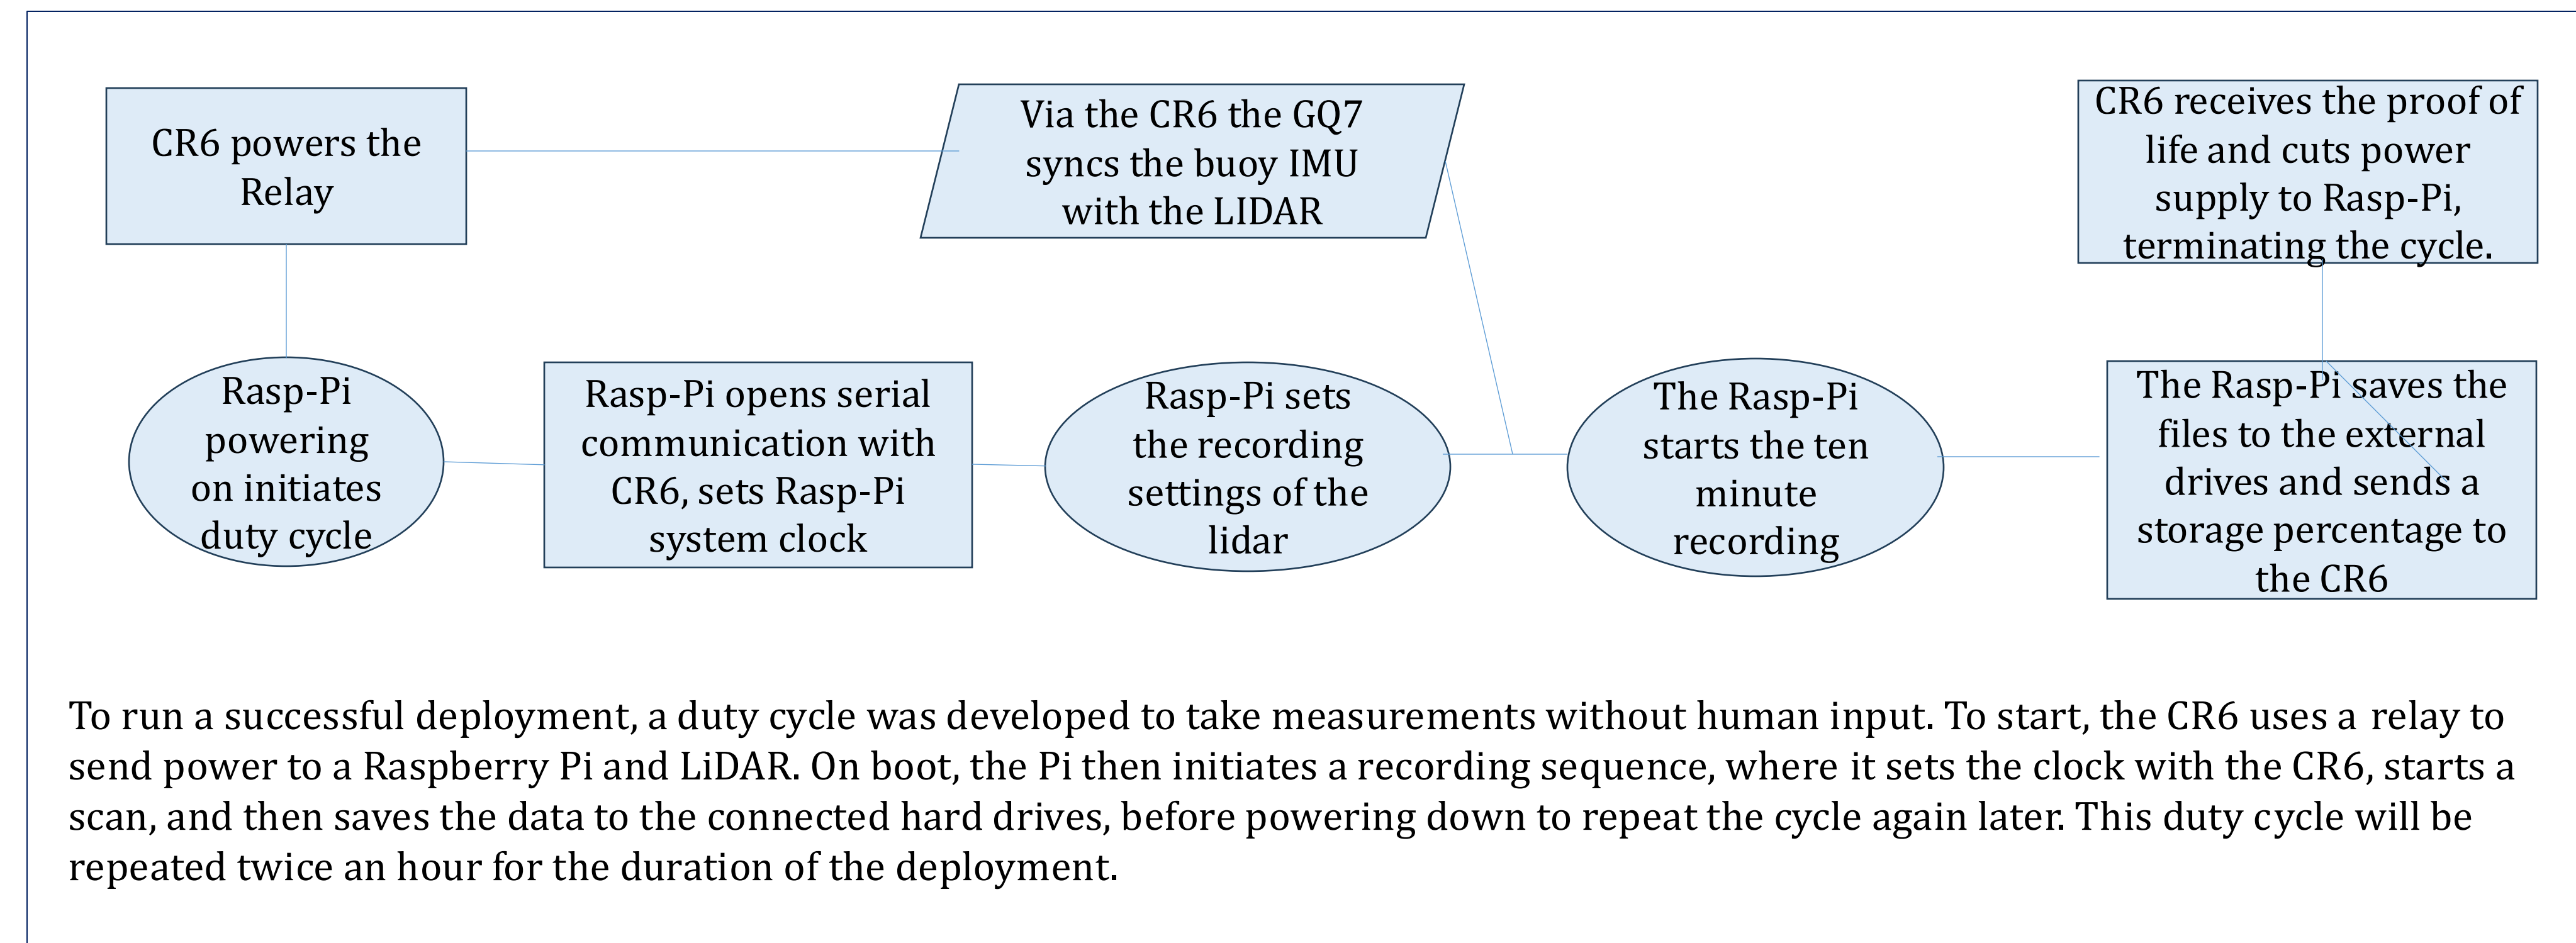 CR6 powers the
Relay
Via the CR6 the GQ7
syncs the buoy IMU
with the LIDAR
CR6 receives the proof of
life and cuts power
supply to Rasp-Pi,
terminating the cycle.
Rasp-Pi
powering
on initiates
duty cycle
Rasp-Pi opens serial
communication with
CR6, sets Rasp-Pi
system clock
Rasp-Pi sets
the recording
settings of the
lidar
The Rasp-Pi
starts the ten
minute
recording
The Rasp-Pi saves the
files to the external
drives and sends a
storage percentage to
the CR6
To run a successful deployment, a duty cycle was developed to take measurements without human input. To start, the CR6 uses a relay to
send power to a Raspberry Pi and LiDAR. On boot, the Pi then initiates a recording sequence, where it sets the clock with the CR6, starts a
scan, and then saves the data to the connected hard drives, before powering down to repeat the cycle again later. This duty cycle will be
repeated twice an hour for the duration of the deployment.